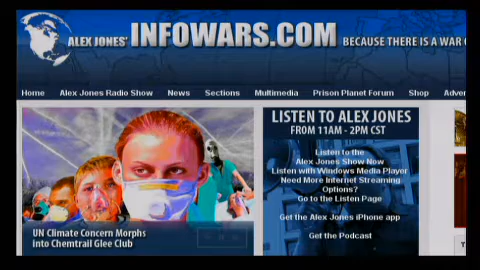 ALEX JONES' INFOWARS.COM BECAUSE THERE IS A WAR
Home Alex Jones Radio Show News Sections Multimedia Prison Planet Forum Shop
LISTEN TO ALEX JONES
FROM 11AM - 2PM CST
Listen to the
Alex Jones Show Now
Listen with Windows Media Player
Need More Internet Streaming
Options?
Go to the Listen Page
Get the Alex Jones iPhone app
Get the Podcast
UN Climate Concern Morphs
into Chemtrail Glee Club